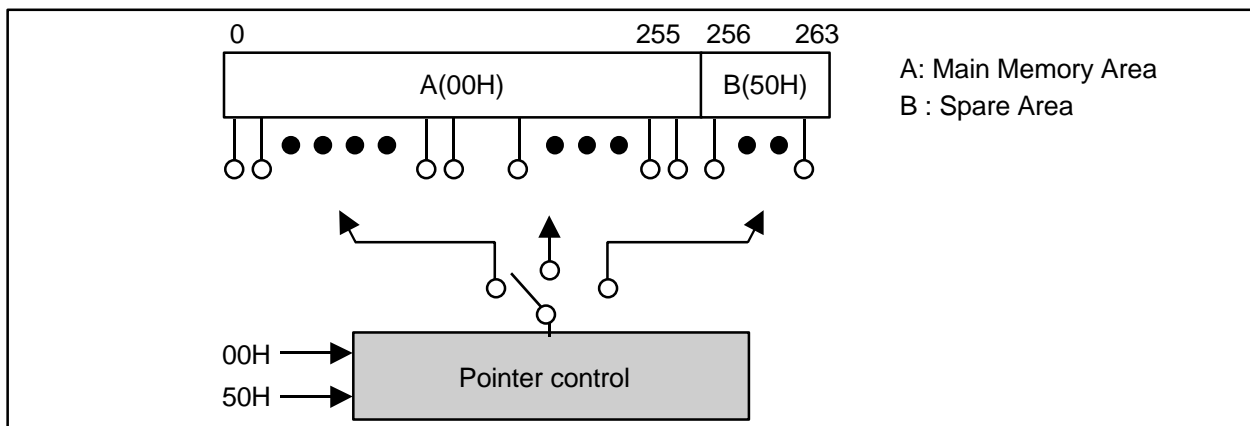 0 255 256 263
A(00H) B(50H)
A: Main Memory Area
B : Spare Area
00H
50H
Pointer control